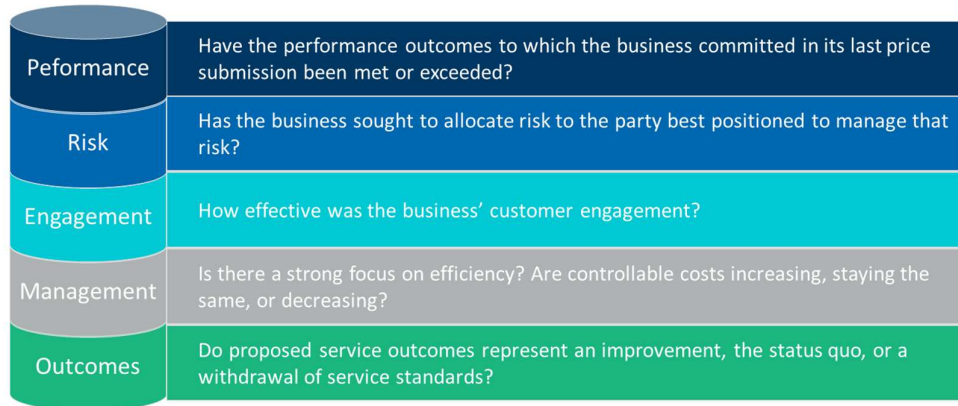 Peformance
Have the performance outcomes to which the business committed in its last price
submission been met or exceeded?
Risk
Has the business sought to allocate risk to the party best positioned to manage that
risk?
Engagement
How effective was the business’ customer engagement?
Management
Is there a strong focus on efficiency? Are controllable costs increasing, staying the
same, or decreasing?
Outcomes
Do proposed service outcomes represent an improvement, the status quo, or a
withdrawal of service standards?